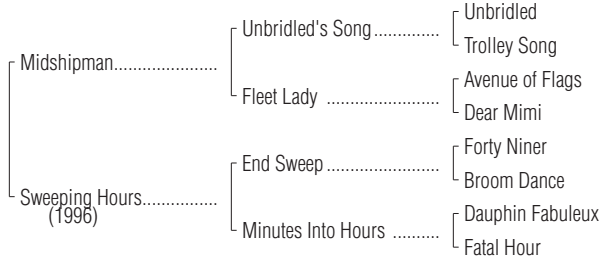 Unbridled
Unbridled's Song..............
Trolley Song
Midshipman......................
Avenue of Flags
Fleet Lady ........................
Dear Mimi
Forty Niner
End Sweep ........................
Broom Dance
Sweeping Hours................
(1996)
Dauphin Fabuleux
Minutes Into Hours ..........
Fatal Hour